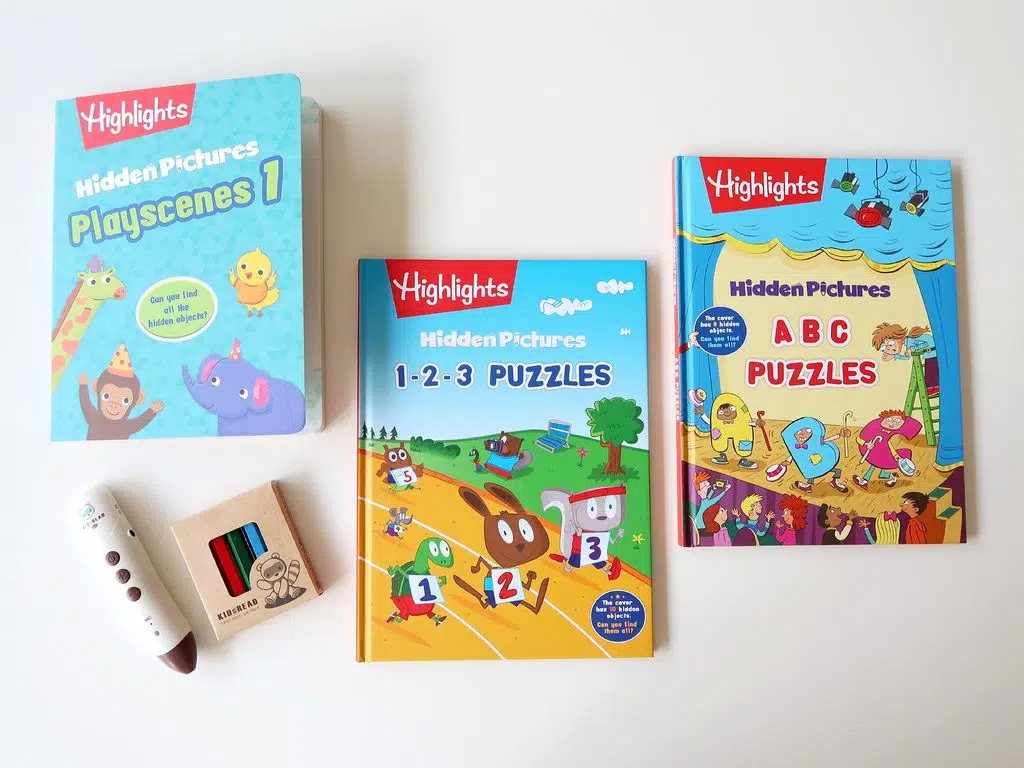 Highlights
Hidden Pictures
Playscenes 1
Can you find
all the
hidden objects?
Highlights
Hidden Pictures
1-2-3 PUZZLES
5
1
2
3
The cover
has 10 hidden
objects.
Can you find
them all?
Highlights
Hidden Pictures
The cover
has 9 hidden
objects.
Can you find
them all?
A B C
PUZZLES
A
B
C
KIDsREAD